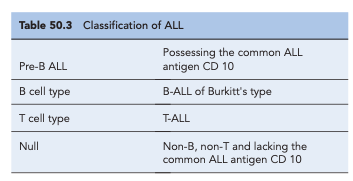 Table 50.3 Classification of ALL
Pre-B ALL Possessing the common ALL
antigen CD 10
B cell type B-ALL of Burkitt's type
T cell type T-ALL
Null Non-B, non-T and lacking the
common ALL antigen CD 10